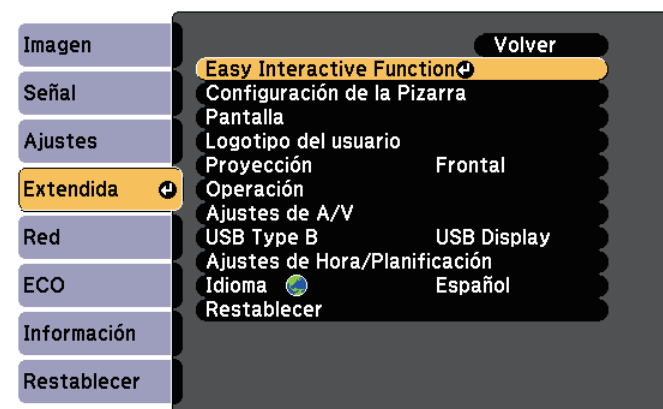 Imagen
Señal
Ajustes
Extendida
Red
ECO
Información
Restablecer
Volver
Easy Interactive Function
Configuración de la Pizarra
Pantalla
Logotipo del usuario
Proyección Frontal
Operación
Ajustes de A/V
USB Type B USB Display
Ajustes de Hora/Planificación
Idioma Español
Restablecer